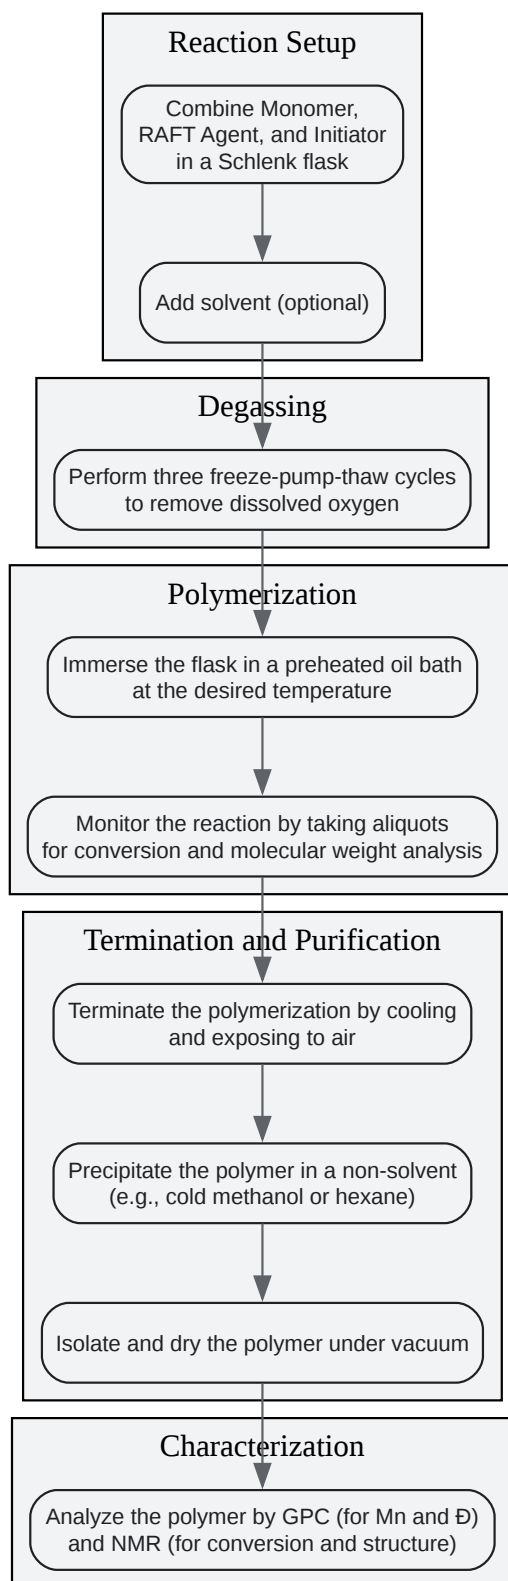 Reaction Setup
Combine Monomer,
RAFT Agent, and Initiator
in a Schlenk flask
Add solvent (optional)
Degassing
Perform three freeze-pump-thaw cycles
to remove dissolved oxygen
Polymerization
Immerse the flask in a preheated oil bath
at the desired temperature
Monitor the reaction by taking aliquots
for conversion and molecular weight analysis
Termination and Purification
Terminate the polymerization by cooling
and exposing to air
Precipitate the polymer in a non-solvent
(e.g., cold methanol or hexane)
Isolate and dry the polymer under vacuum
Characterization
Analyze the polymer by GPC (for Mn and Đ)
and NMR (for conversion and structure)